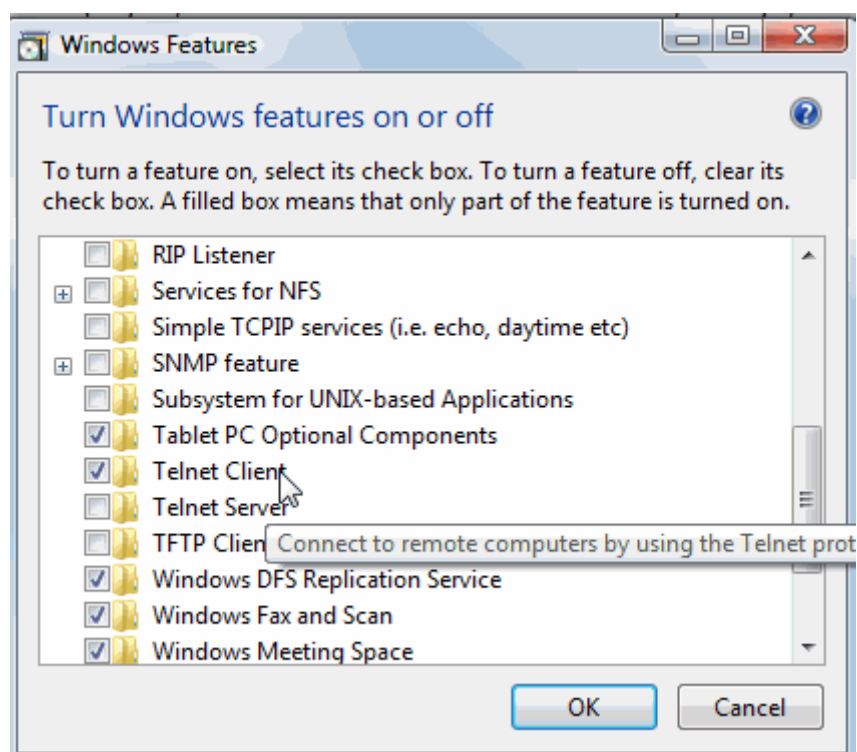 Windows Features
Turn Windows features on or off
To turn a feature on, select its check box. To turn a feature off, clear its
check box. A filled box means that only part of the feature is turned on.
RIP Listener
Services for NFS
Simple TCPIP services (i.e. echo, daytime etc)
SNMP feature
Subsystem for UNIX-based Applications
Tablet PC Optional Components
Telnet Client
Telnet Server
TFTP Clien
Connect to remote computers by using the Telnet prot
Windows DFS Replication Service
Windows Fax and Scan
Windows Meeting Space
OK
Cancel